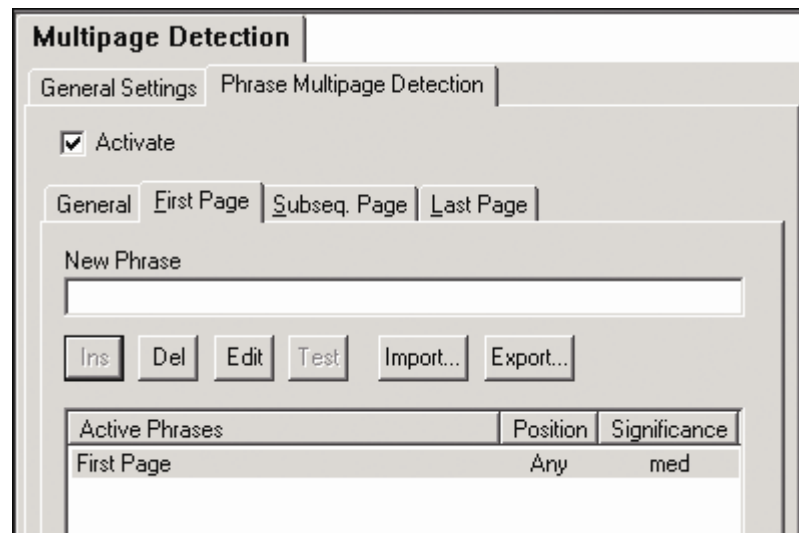 Multipage Detection
General Settings Phrase Multipage Detection
Activate
General First Page Subseq. Page Last Page
New Phrase
Ins Del Edit Test Import... Export...
Active Phrases Position Significance
First Page Any med